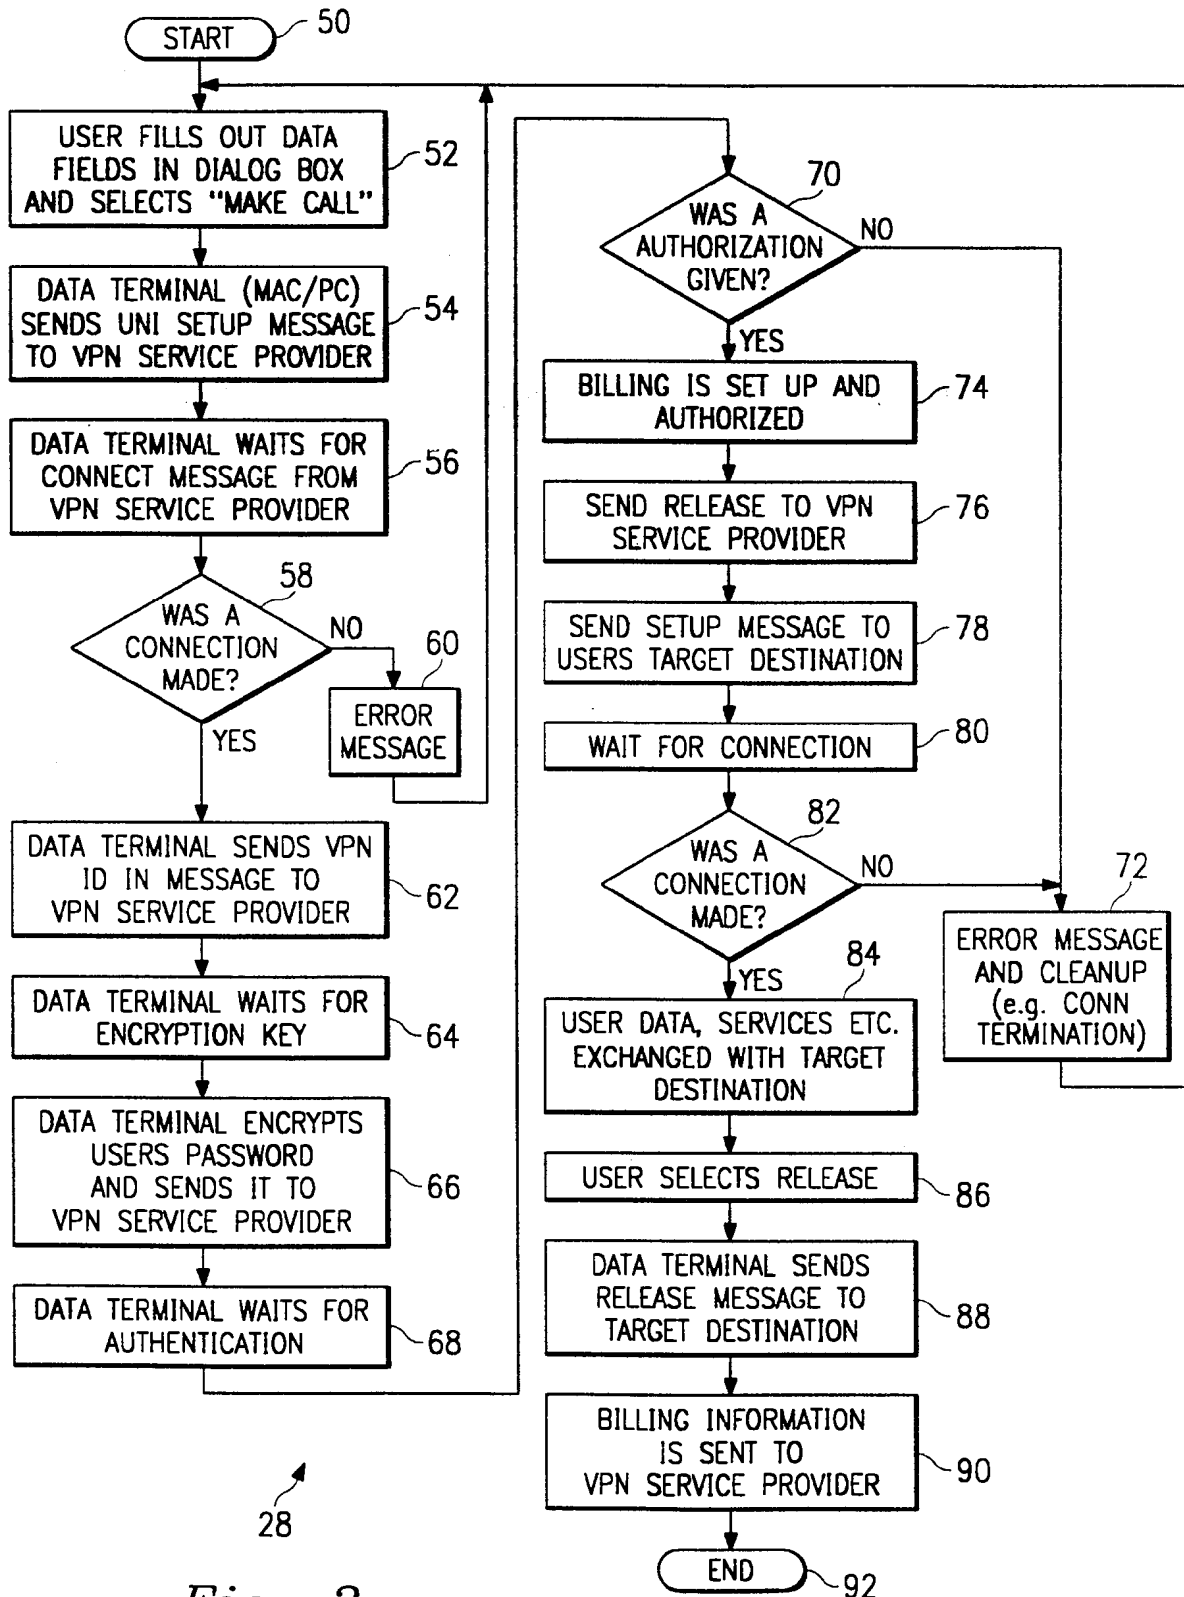 START
50
USER FILLS OUT DATA
FIELDS IN DIALOG BOX
AND SELECTS "MAKE CALL"
52
DATA TERMINAL (MAC/PC)
SENDS UNI SETUP MESSAGE
TO VPN SERVICE PROVIDER
54
DATA TERMINAL WAITS FOR
CONNECT MESSAGE FROM
VPN SERVICE PROVIDER
56
WAS A
CONNECTION
MADE?
58
NO
YES
60
ERROR
MESSAGE
DATA TERMINAL SENDS VPN
ID IN MESSAGE TO
VPN SERVICE PROVIDER
62
DATA TERMINAL WAITS FOR
ENCRYPTION KEY
64
DATA TERMINAL ENCRYPTS
USERS PASSWORD
AND SENDS IT TO
VPN SERVICE PROVIDER
66
DATA TERMINAL WAITS FOR
AUTHENTICATION
68
28
WAS A
AUTHORIZATION
GIVEN?
70
NO
YES
BILLING IS SET UP AND
AUTHORIZED
74
SEND RELEASE TO VPN
SERVICE PROVIDER
76
SEND SETUP MESSAGE TO
USERS TARGET DESTINATION
78
WAIT FOR CONNECTION
80
WAS A
CONNECTION
MADE?
82
NO
YES
72
ERROR MESSAGE
AND CLEANUP
(e.g. CONN
TERMINATION)
84
USER DATA, SERVICES ETC.
EXCHANGED WITH TARGET
DESTINATION
USER SELECTS RELEASE
86
DATA TERMINAL SENDS
RELEASE MESSAGE TO
TARGET DESTINATION
88
BILLING INFORMATION
IS SENT TO
VPN SERVICE PROVIDER
90
END
92